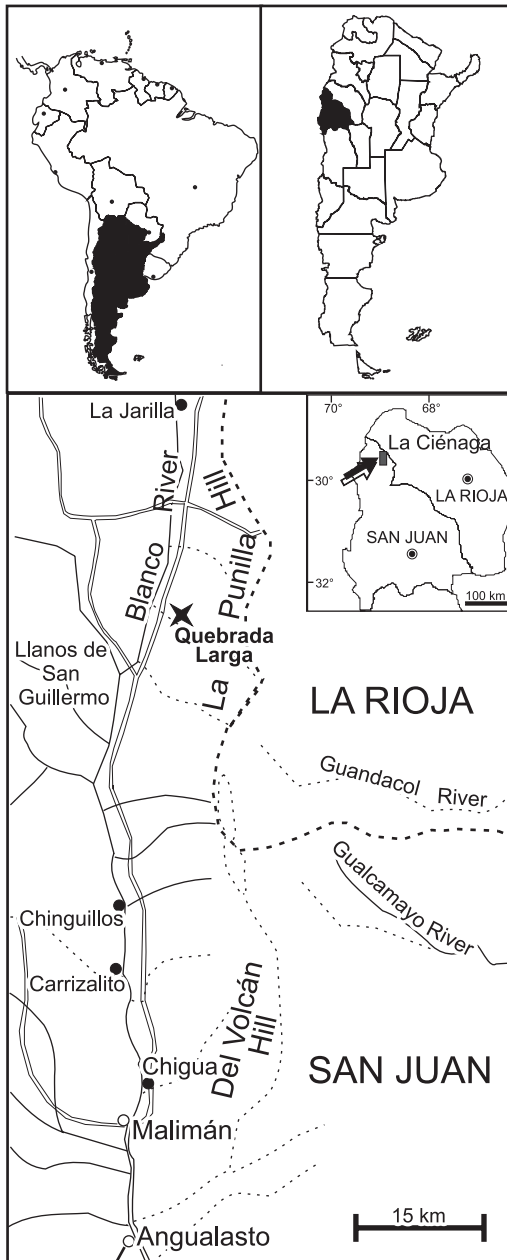 La Jarilla
Blanco River
La Punilla Hill
Quebrada
Larga
Llanos de
San
Guillermo
70°
68°
30°
32°
La Ciénaga
LA RIOJA
SAN JUAN
100 km
LA RIOJA
Guandacol River
Gualcamayo River
Chinguillos
Carrizalito
Del Volcán
Hill
Chigua
SAN JUAN
Malimán
Angualasto
15 km